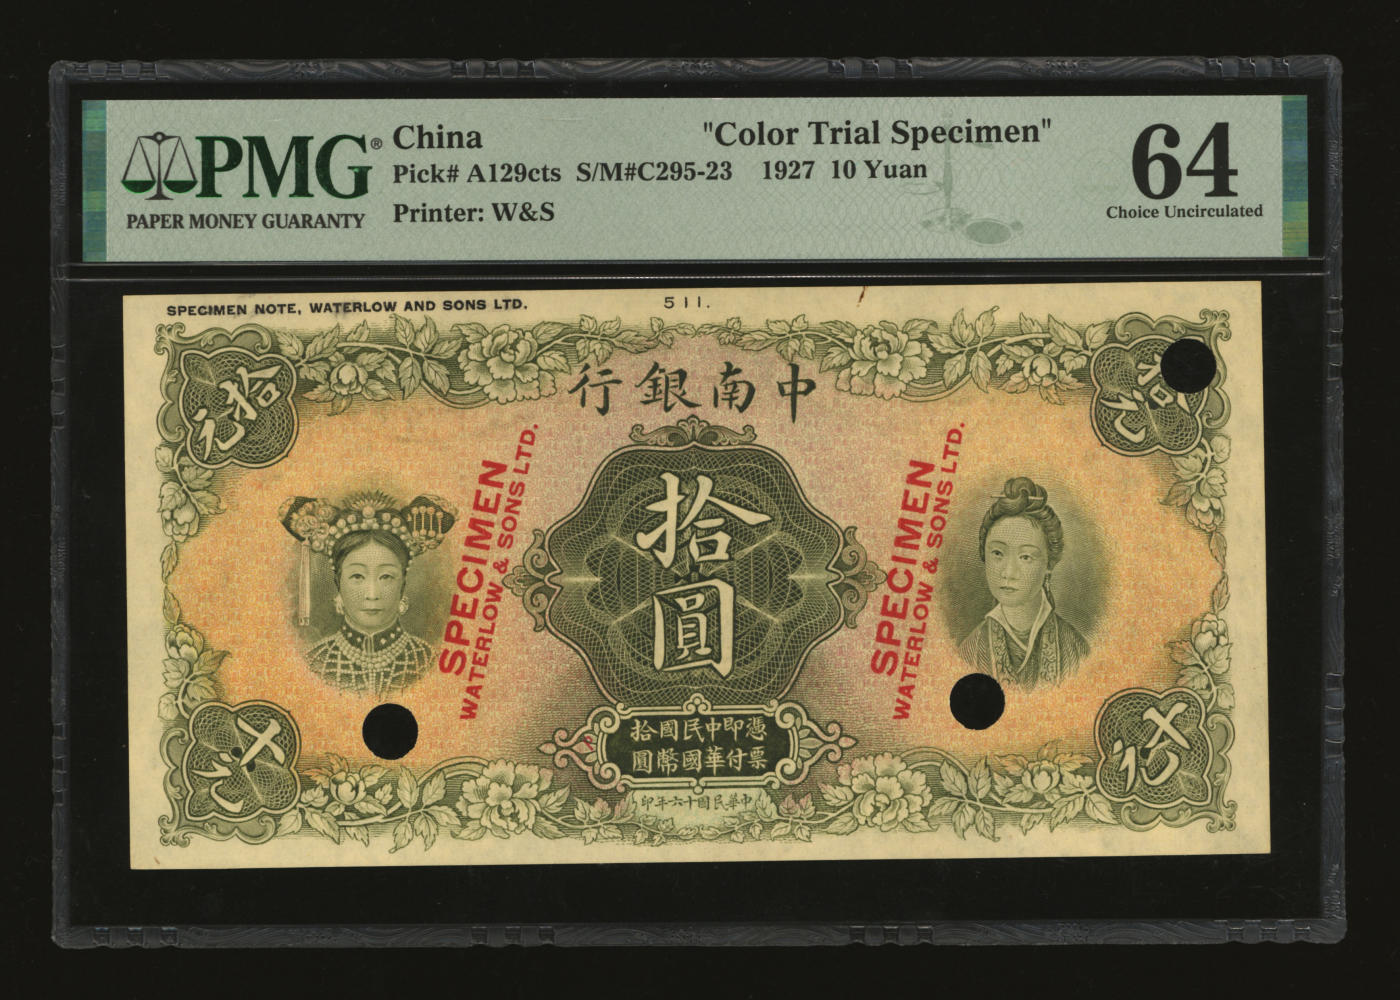 PMG®
PAPER MONEY GUARANTY
China
"Color Trial Specimen"
Pick# A129cts S/M#C295-23 1927 10 Yuan
Printer: W&S
64
Choice Uncirculated
SPECIMEN NOTE, WATERLOW AND SONS LTD.
511.
行銀南中
拾元
拾元
SPECIMEN
WATERLOW & SONS LTD.
拾圓
SPECIMEN
WATERLOW & SONS LTD.
拾國民中即憑
圓幣國華付票
印年六十國民華中